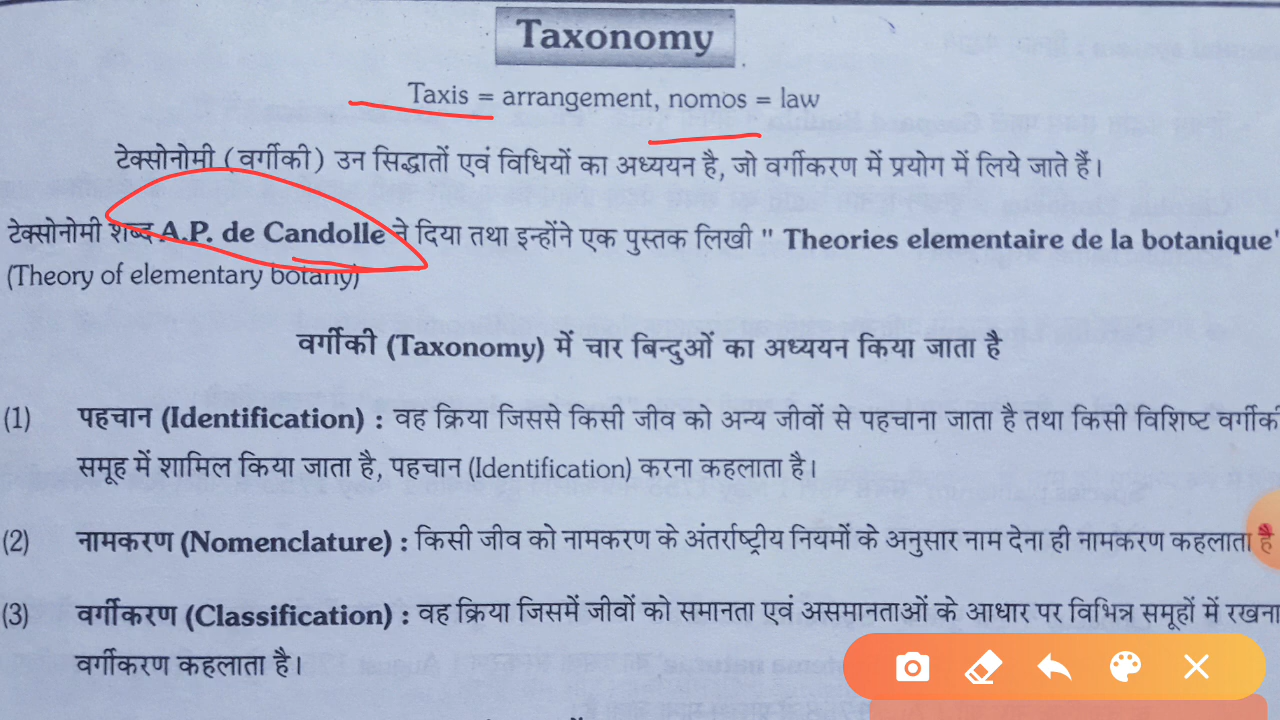 Taxonomy
Taxis = arrangement, nomos = law
टेक्सोनोमी (वर्गीकी) उन सिद्धातों एवं विधियों का अध्ययन है, जो वर्गीकरण में प्रयोग में लिये जाते हैं।
टेक्सोनोमी शब्द A.P. de Candolle ने दिया तथा इन्होंने एक पुस्तक लिखी " Theories elementaire de la botanique'
(Theory of elementary botany)
वर्गीकी (Taxonomy) में चार बिन्दुओं का अध्ययन किया जाता है
(1) पहचान (Identification) : वह क्रिया जिससे किसी जीव को अन्य जीवों से पहचाना जाता है तथा किसी विशिष्ट वर्गीकी
समूह में शामिल किया जाता है, पहचान (Identification) करना कहलाता है।
(2) नामकरण (Nomenclature) : किसी जीव को नामकरण के अंतर्राष्ट्रीय नियमों के अनुसार नाम देना ही नामकरण कहलाता है
(3) वर्गीकरण (Classification) : वह क्रिया जिसमें जीवों को समानता एवं असमानताओं के आधार पर विभिन्न समूहों में रखना
वर्गीकरण कहलाता है।